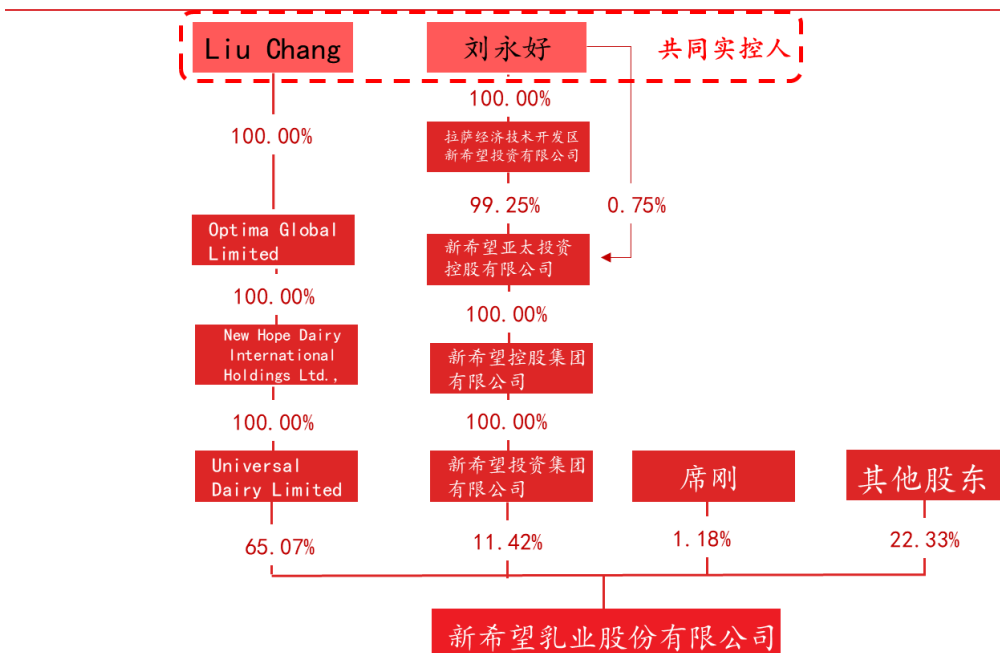 Liu Chang
刘永好
共同实控人
100.00%
100.00%
拉萨经济技术开发区
新希望投资有限公司
99.25%
0.75%
Optima Global
Limited
新希望亚太投资
控股有限公司
100.00%
100.00%
New Hope Dairy
International
Holdings Ltd.,
新希望控股集团
有限公司
100.00%
100.00%
Universal
Dairy Limited
新希望投资集团
有限公司
席刚
其他股东
65.07%
11.42%
1.18%
22.33%
新希望乳业股份有限公司